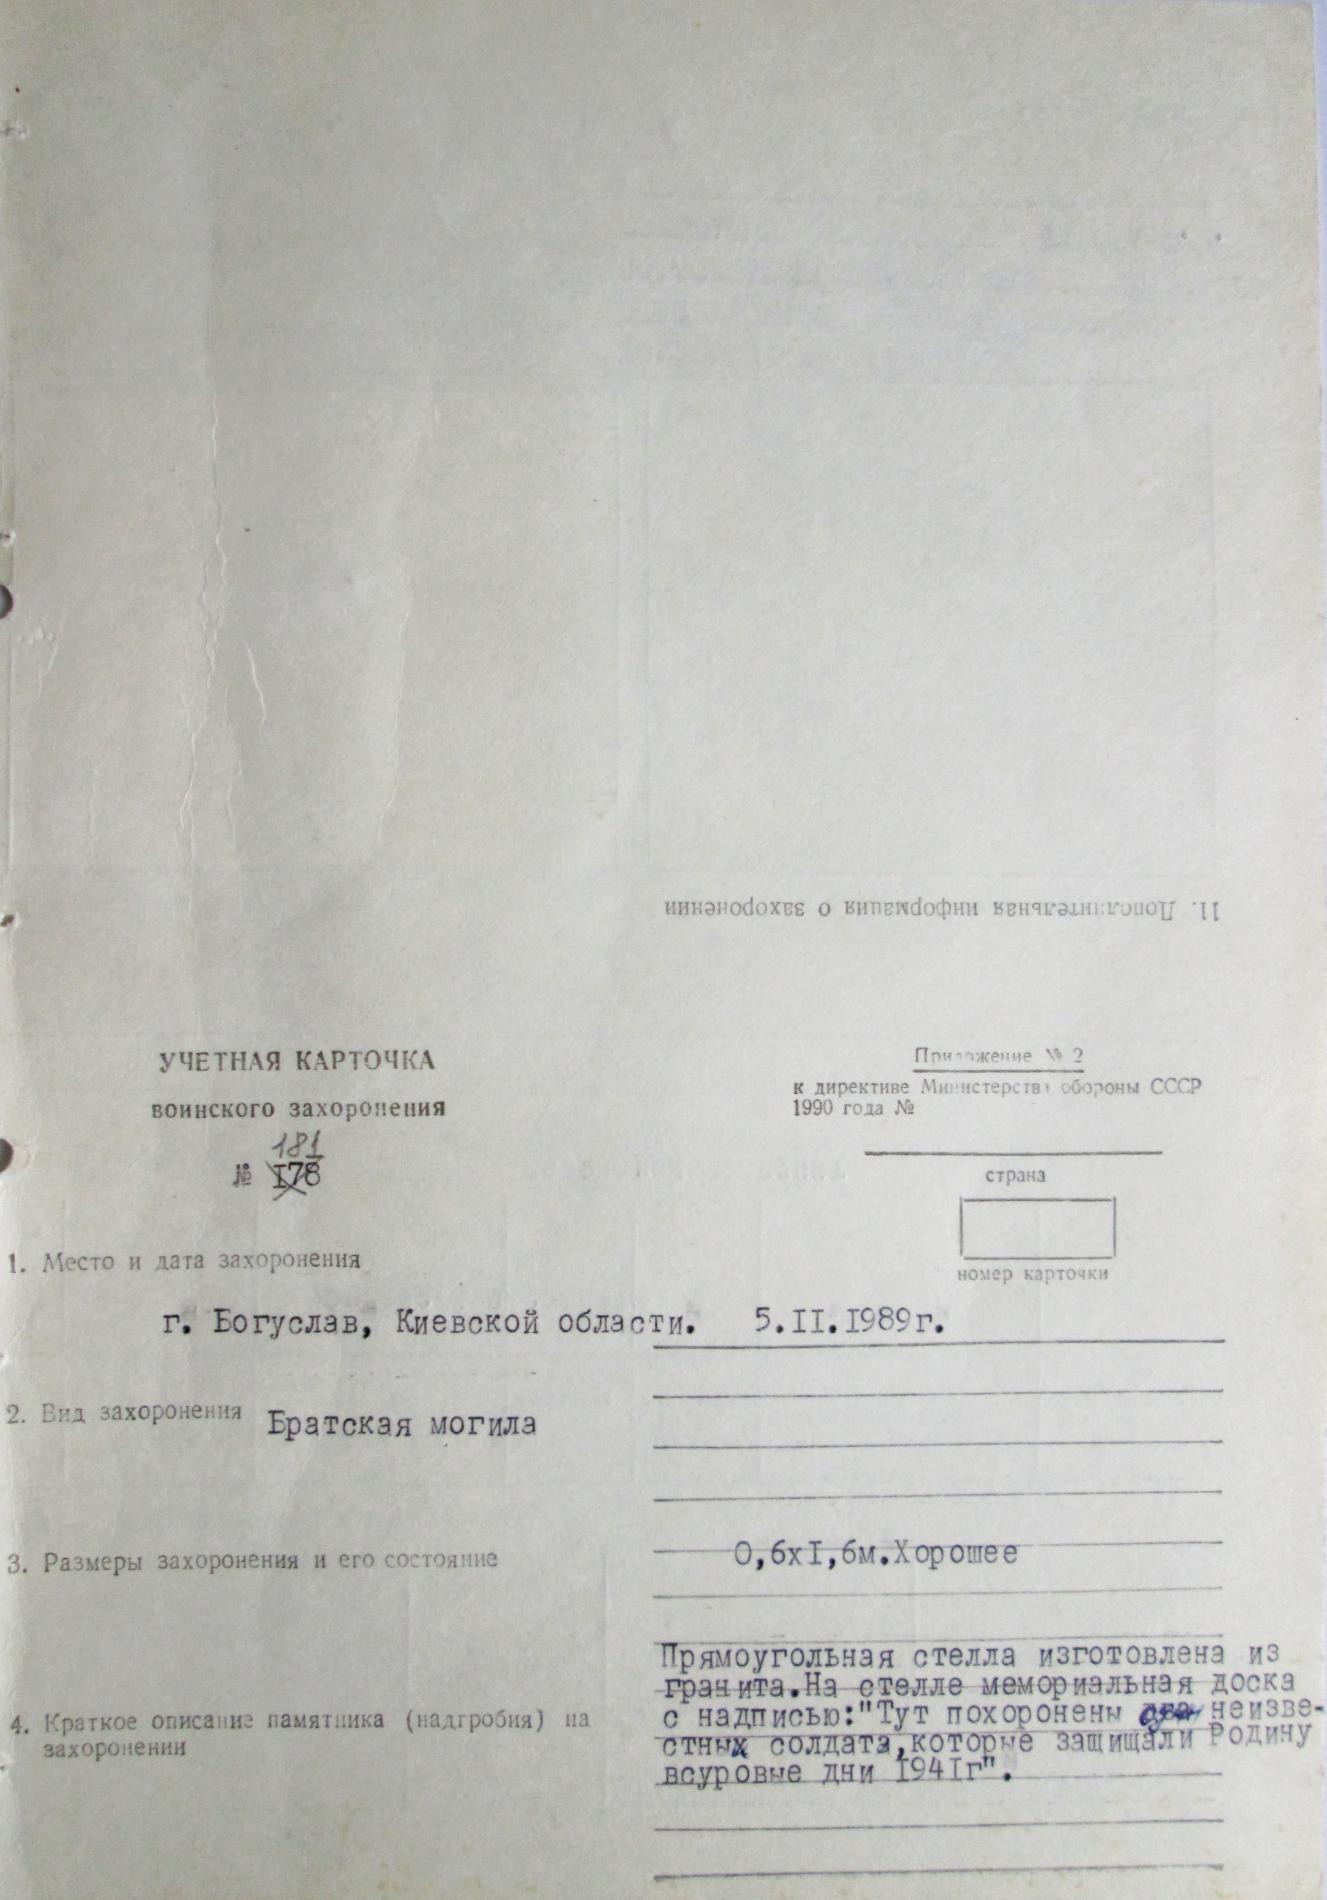 11. Дополнительная информация о захоронении
УЧЕТНАЯ КАРТОЧКА
воинского захоронения
181
№ 178
Приложение № 2
к директиве Министерства обороны СССР
1990 года №
страна
номер карточки
1. Место и дата захоронения
г. Богуслав, Киевской области. 5.II.1989г.
2. Вид захоронения Братская могила
3. Размеры захоронения и его состояние
0,6хI,6м.Хорошее
4. Краткое описание памятника (надгробия) на
захоронении
Прямоугольная стелла изготовлена из
гранита.На стелле мемориальная доска
с надписью:"Тут похоронены два неизве-
стных солдата,которые защищали Родину
всуровые дни I94Iг".